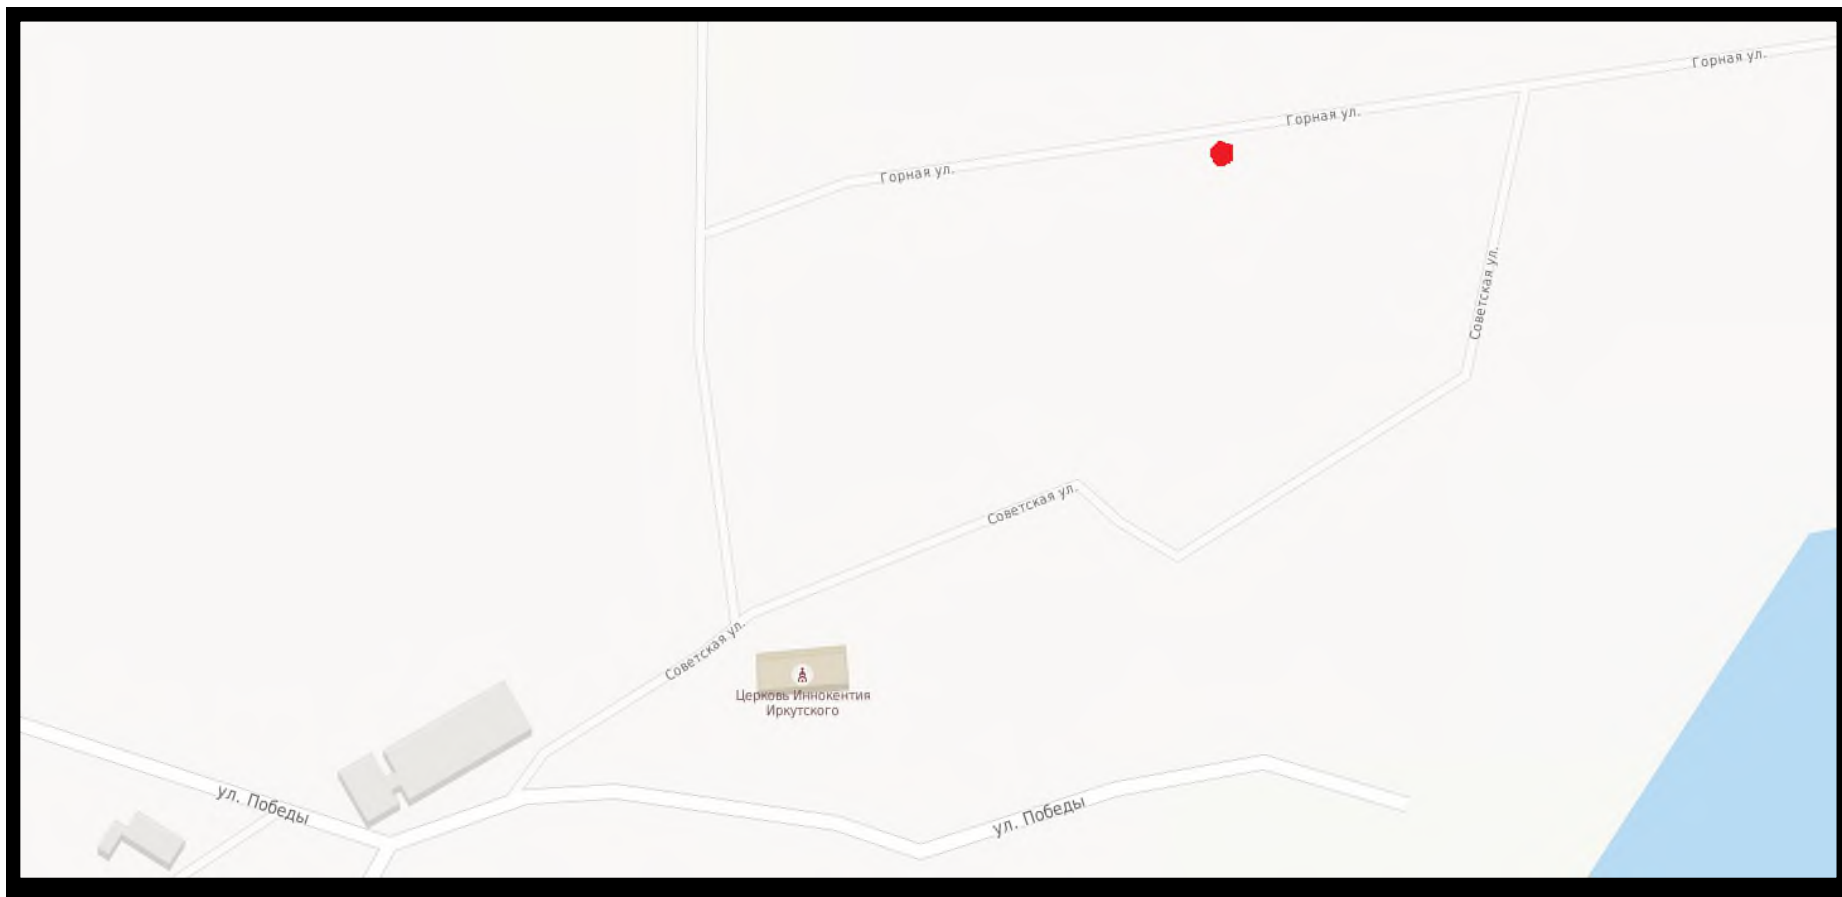 Горная ул.
Горная ул.
Горная ул.
Советская ул.
Советская ул.
Советская ул.
Церковь Иннокентия
Иркутского
ул. Победы
ул. Победы